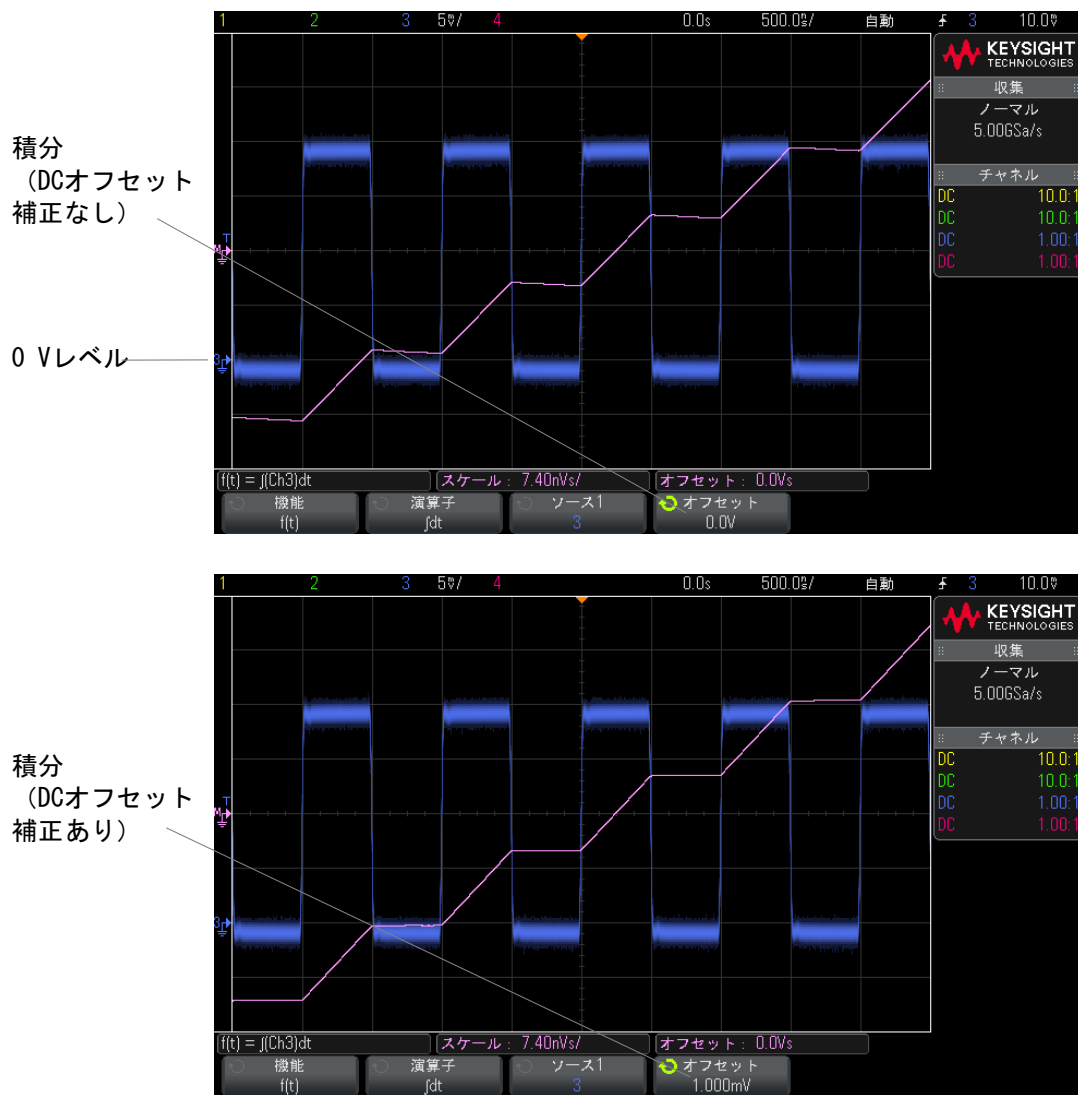 1 2 3 5mV/ 4 0.0s 500.0ns/ 自動 3 10.0mV
KEYSIGHT
TECHNOLOGIES
収集
ノーマル
5.00GSa/s
チャネル
DC 10.0:1
DC 10.0:1
DC 1.00:1
DC 1.00:1
積分
(DCオフセット
補正なし)
T
M
0 Vレベル
3
f(t) = ∫(Ch3)dt スケール: 7.40nVs/ オフセット: 0.0Vs
機能 演算子 ソース1 オフセット
f(t) ∫dt 3 0.0V
1 2 3 5mV/ 4 0.0s 500.0ns/ 自動 3 10.0mV
KEYSIGHT
TECHNOLOGIES
収集
ノーマル
5.00GSa/s
チャネル
DC 10.0:1
DC 10.0:1
DC 1.00:1
DC 1.00:1
積分
(DCオフセット
補正あり)
T
M
3
f(t) = ∫(Ch3)dt スケール: 7.40nVs/ オフセット: 0.0Vs
機能 演算子 ソース1 オフセット
f(t) ∫dt 3 1.000mV